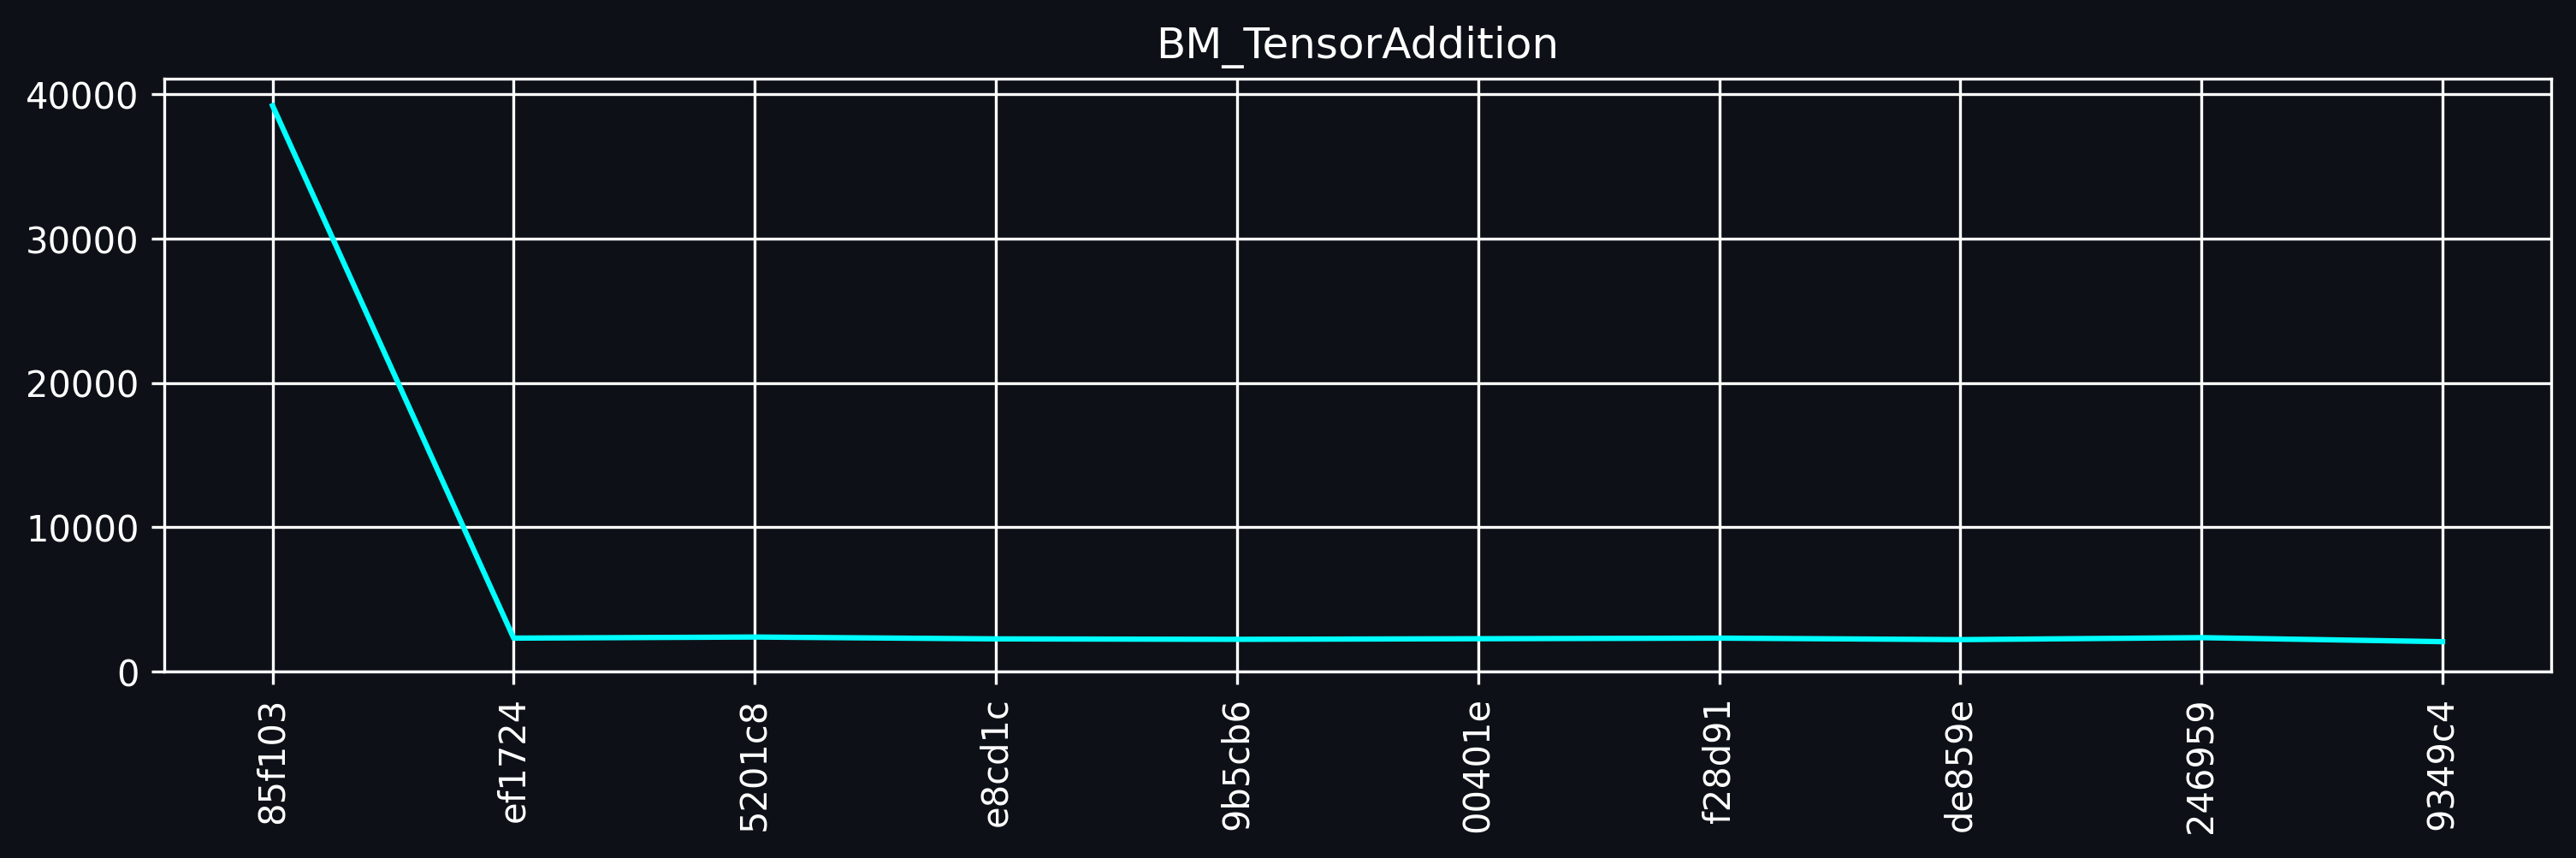 BM_TensorAddition
40000
30000
20000
10000
0
85f103
ef1724
5201c8
e8cd1c
9b5cb6
00401e
f28d91
de859e
246959
9349c4